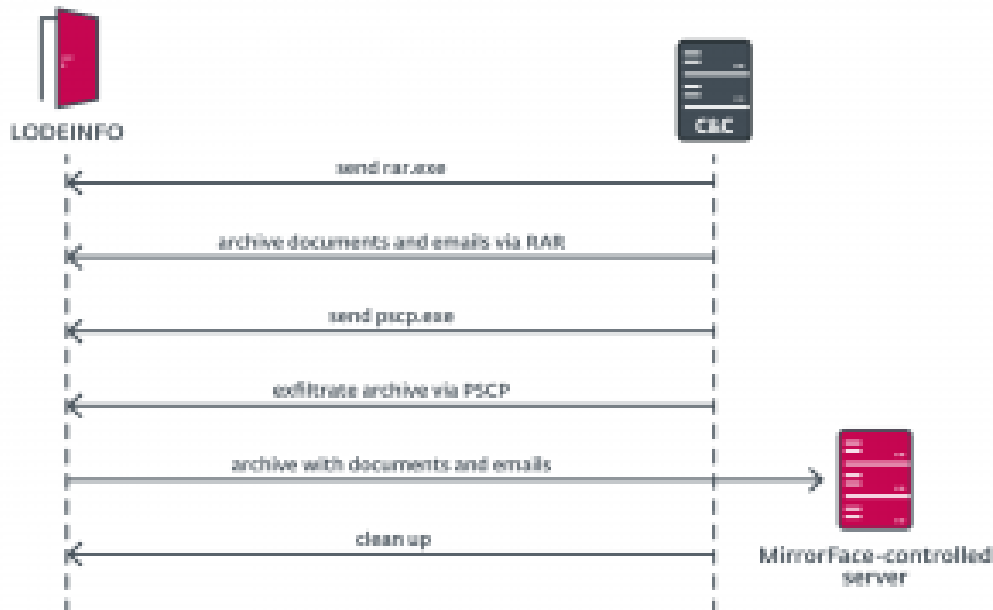 LODEINFO
C&C
send rar.exe
archive documents and emails via RAR
send pscp.exe
exfiltrate archive via PSCP
archive with documents and emails
clean up
MirrorFace-controlled
server